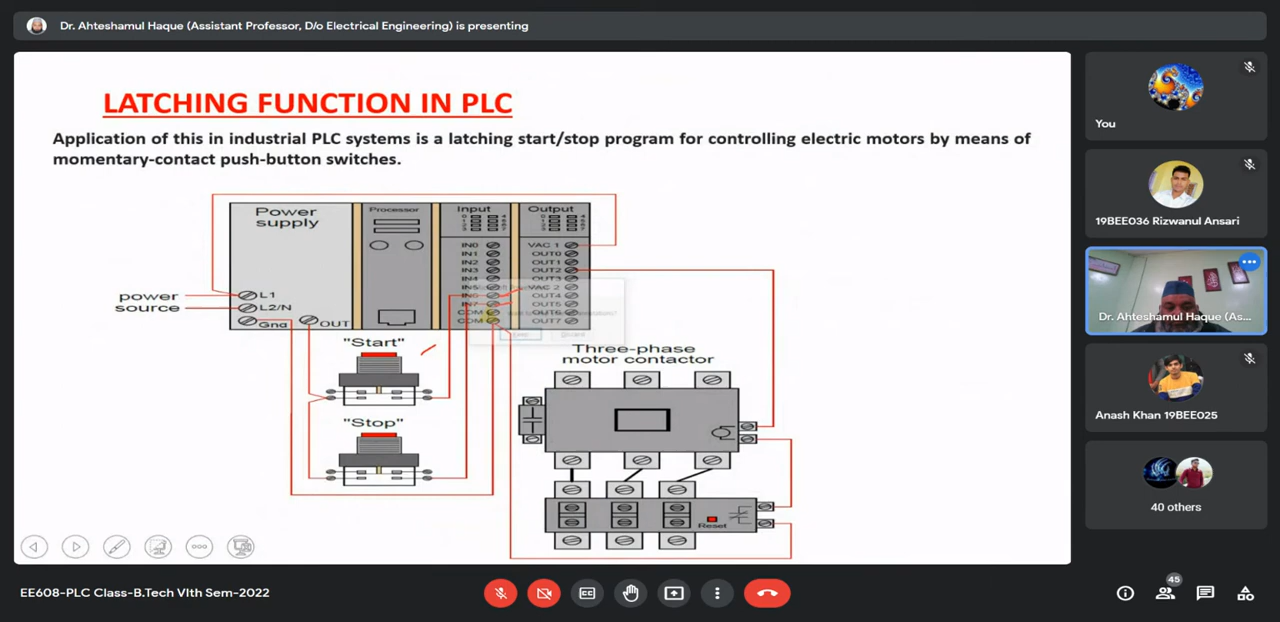 Dr. Ahteshamul Haque (Assistant Professor, D/o Electrical Engineering) is presenting
LATCHING FUNCTION IN PLC
Application of this in industrial PLC systems is a latching start/stop program for controlling electric motors by means of
momentary-contact push-button switches.
Power
supply
Processor
Input
Output
IN0
IN1
IN2
IN3
IN4
IN5
IN6
IN7
COM
COM
VAC 1
OUT0
OUT1
OUT2
OUT3
VAC 2
OUT4
OUT5
OUT6
OUT7
power
source
L1
L2/N
Gnd
OUT
"Start"
"Stop"
Three-phase
motor contactor
Reset
You
19BEE036 Rizwanul Ansari
Dr. Ahteshamul Haque (As...
Anash Khan 19BEE025
40 others
EE608-PLC Class-B.Tech VIth Sem-2022
CC
45